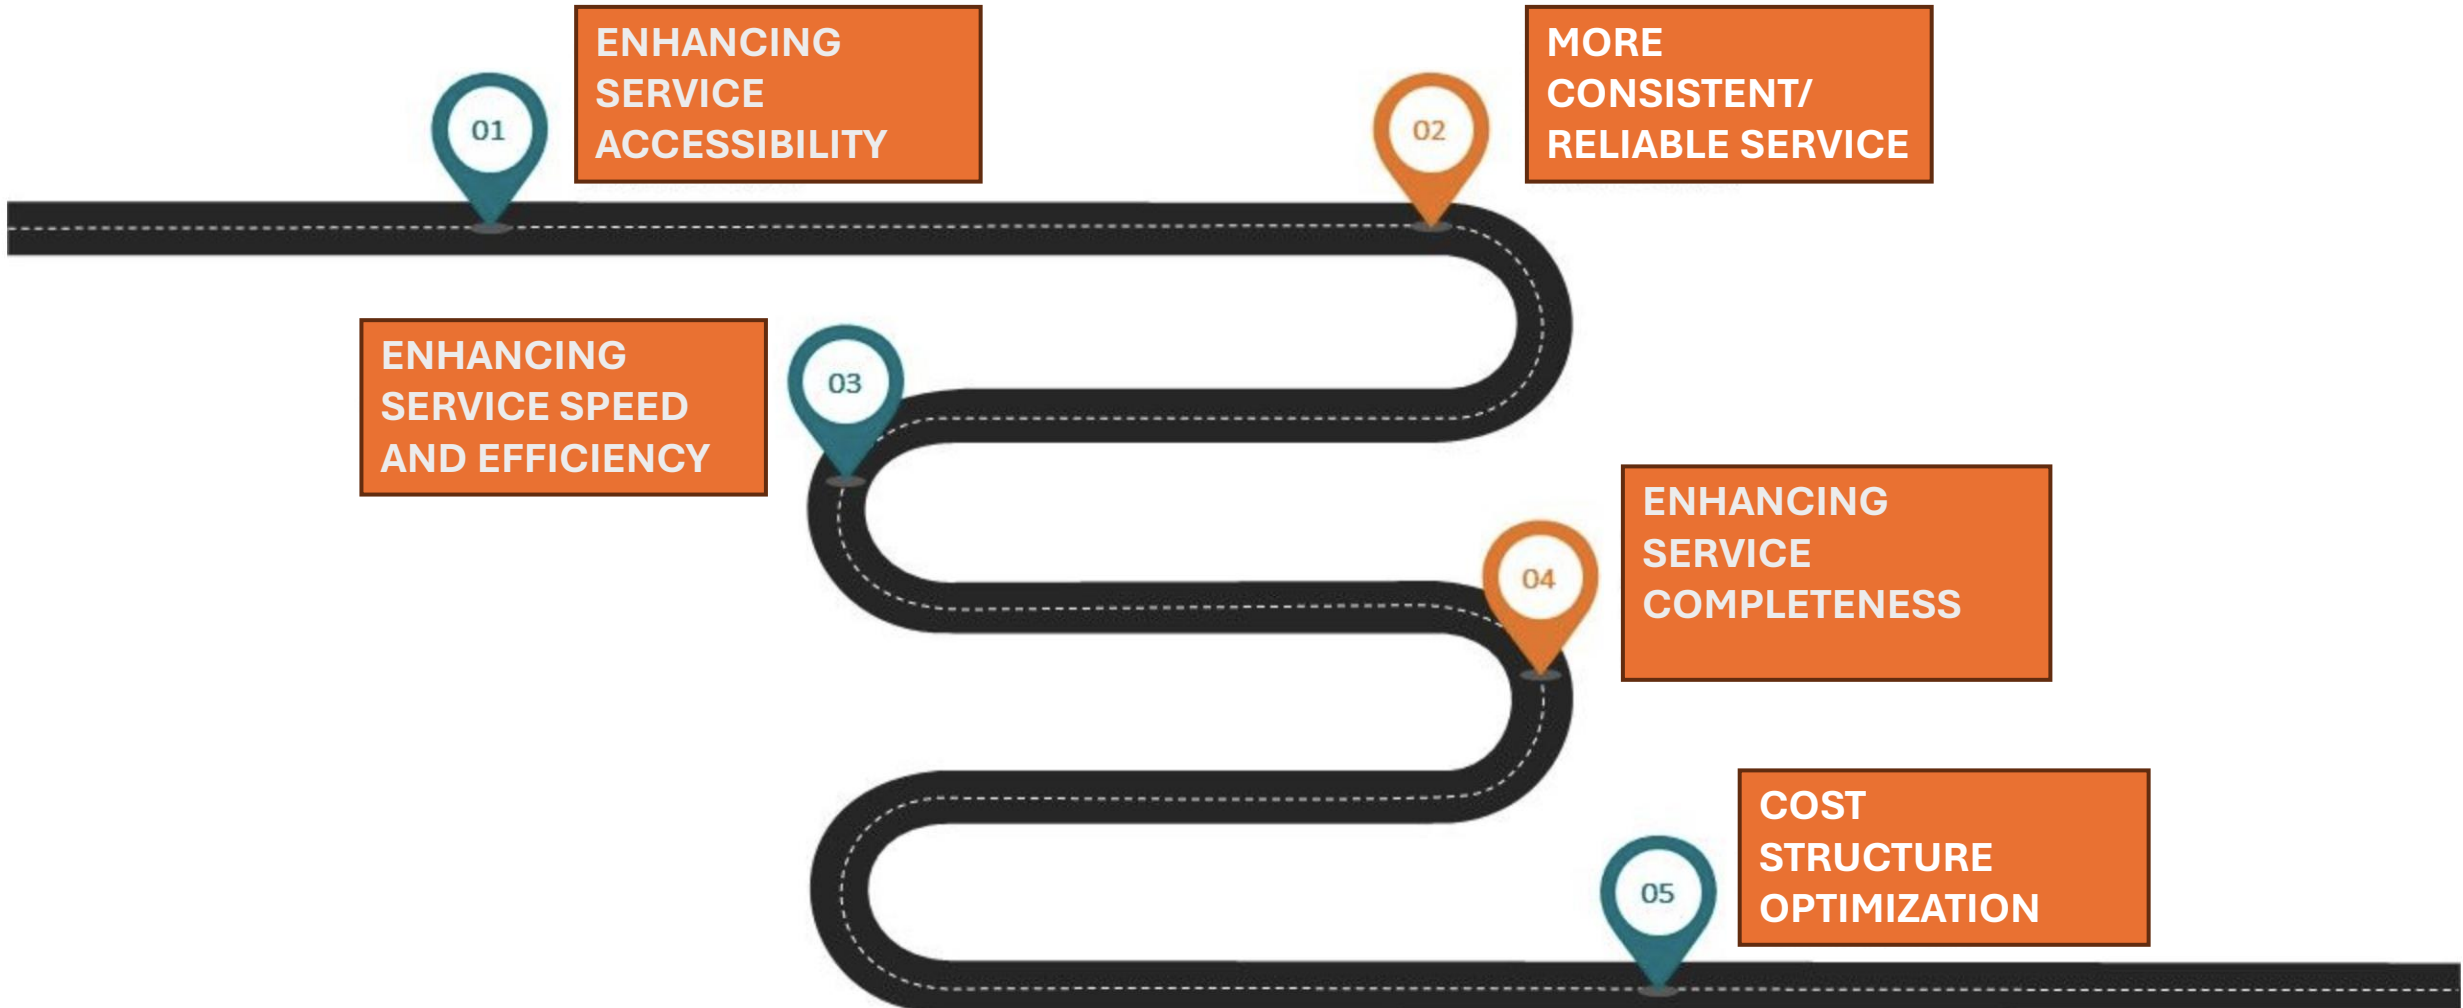 01
ENHANCING
SERVICE
ACCESSIBILITY
02
MORE
CONSISTENT/
RELIABLE SERVICE
03
ENHANCING
SERVICE SPEED
AND EFFICIENCY
04
ENHANCING
SERVICE
COMPLETENESS
05
COST
STRUCTURE
OPTIMIZATION